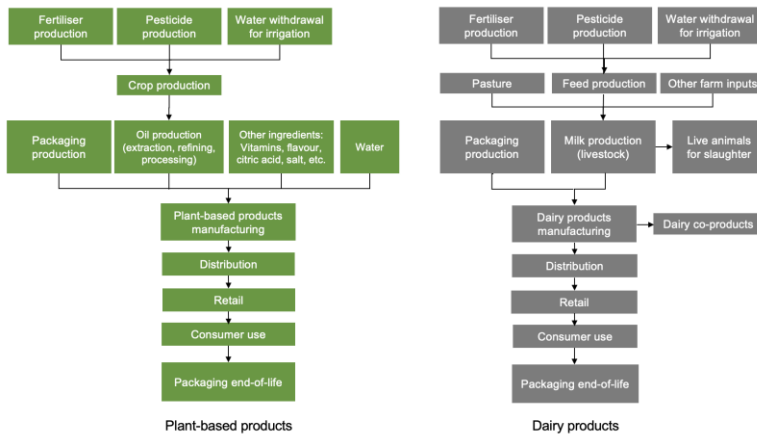 Fertiliser
production
Pesticide
production
Water withdrawal
for irrigation
Crop production
Packaging
production
Oil production
(extraction, refining,
processing)
Other ingredients:
Vitamins, flavour,
citric acid, salt, etc.
Water
Plant-based products
manufacturing
Distribution
Retail
Consumer use
Packaging end-of-life
Plant-based products
Fertiliser
production
Pesticide
production
Water withdrawal
for irrigation
Pasture
Feed production
Other farm inputs
Packaging
production
Milk production
(livestock)
Live animals
for slaughter
Dairy products
manufacturing
Dairy co-products
Distribution
Retail
Consumer use
Packaging end-of-life
Dairy products